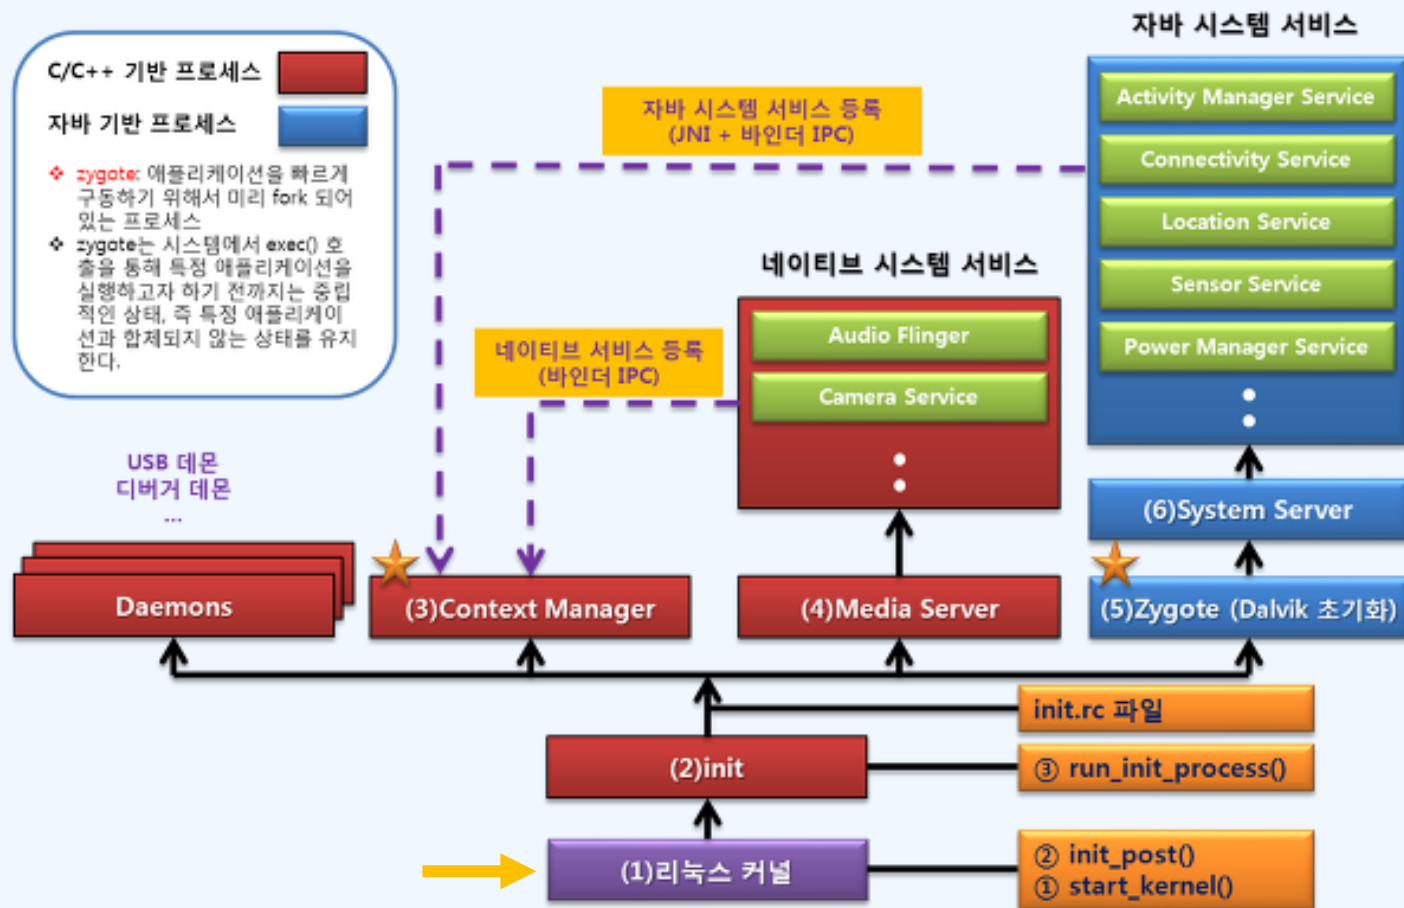 C/C++ 기반 프로세스
자바 기반 프로세스
❖ zygote: 애플리케이션을 빠르게
구동하기 위해서 미리 fork 되어
있는 프로세스
❖ zygote는 시스템에서 exec() 호
출을 통해 특정 애플리케이션을
실행하고자 하기 전까지는 중립
적인 상태, 즉 특정 애플리케이
션과 합체되지 않는 상태를 유지
한다.
자바 시스템 서비스
Activity Manager Service
Connectivity Service
Location Service
Sensor Service
Power Manager Service
자바 시스템 서비스 등록
(JNI + 바인더 IPC)
네이티브 시스템 서비스
Audio Flinger
Camera Service
네이티브 서비스 등록
(바인더 IPC)
USB 데몬
디버거 데몬
...
(6)System Server
Daemons
(3)Context Manager
(4)Media Server
(5)Zygote (Dalvik 초기화)
init.rc 파일
(2)init
③ run_init_process()
(1)리눅스 커널
② init_post()
① start_kernel()